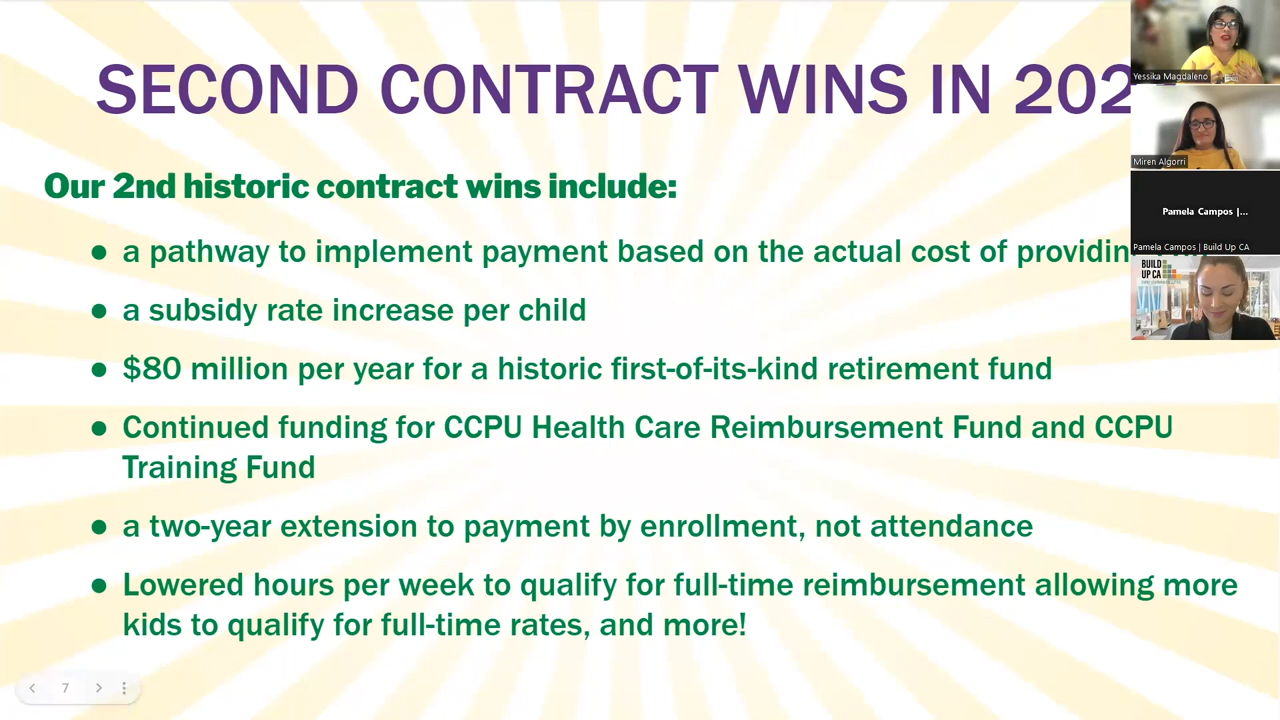 SECOND CONTRACT WINS IN 202
Our 2nd historic contract wins include:
● a pathway to implement payment based on the actual cost of providin
● a subsidy rate increase per child
● $80 million per year for a historic first-of-its-kind retirement fund
● Continued funding for CCPU Health Care Reimbursement Fund and CCPU
Training Fund
● a two-year extension to payment by enrollment, not attendance
● Lowered hours per week to qualify for full-time reimbursement allowing more
kids to qualify for full-time rates, and more!
7
Yessika Magdaleno
Miren Algorri
Pamela Campos |...
Pamela Campos | Build Up CA
BUILD
UP CA